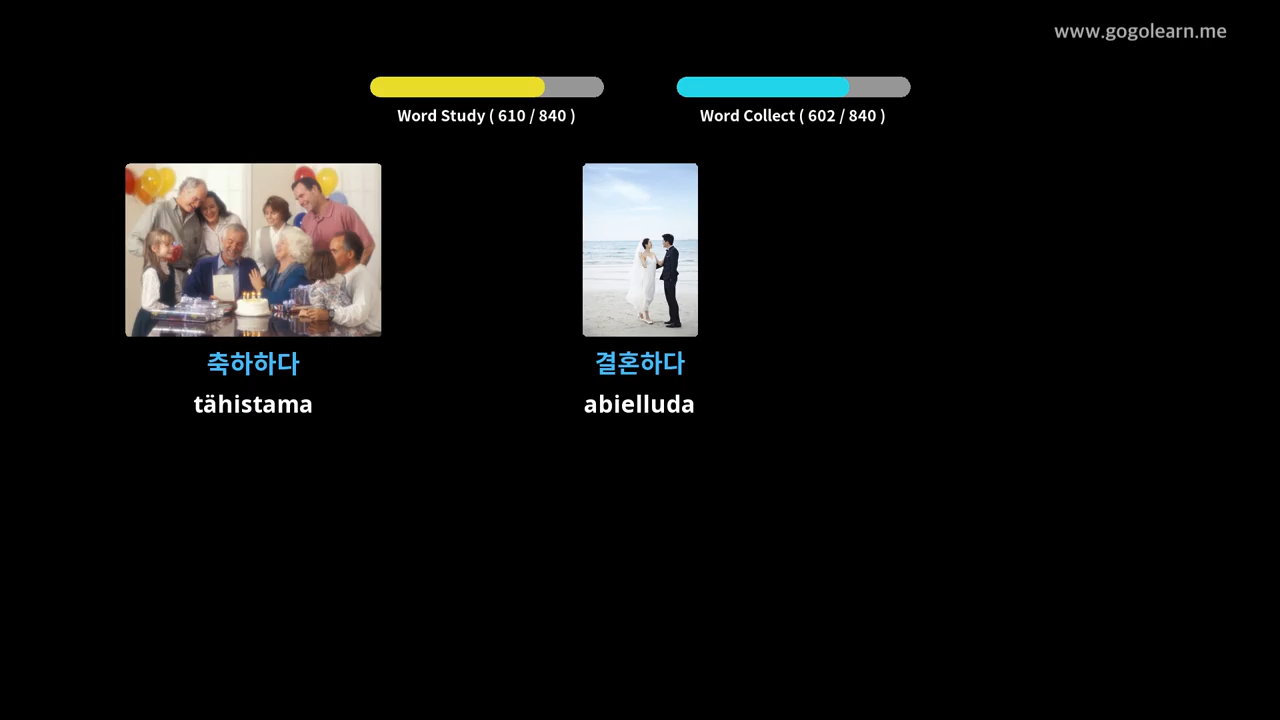 www.gogolearn.me
Word Study ( 610 / 840 )
Word Collect ( 602 / 840 )
축하하다
결혼하다
tähistama
abielluda